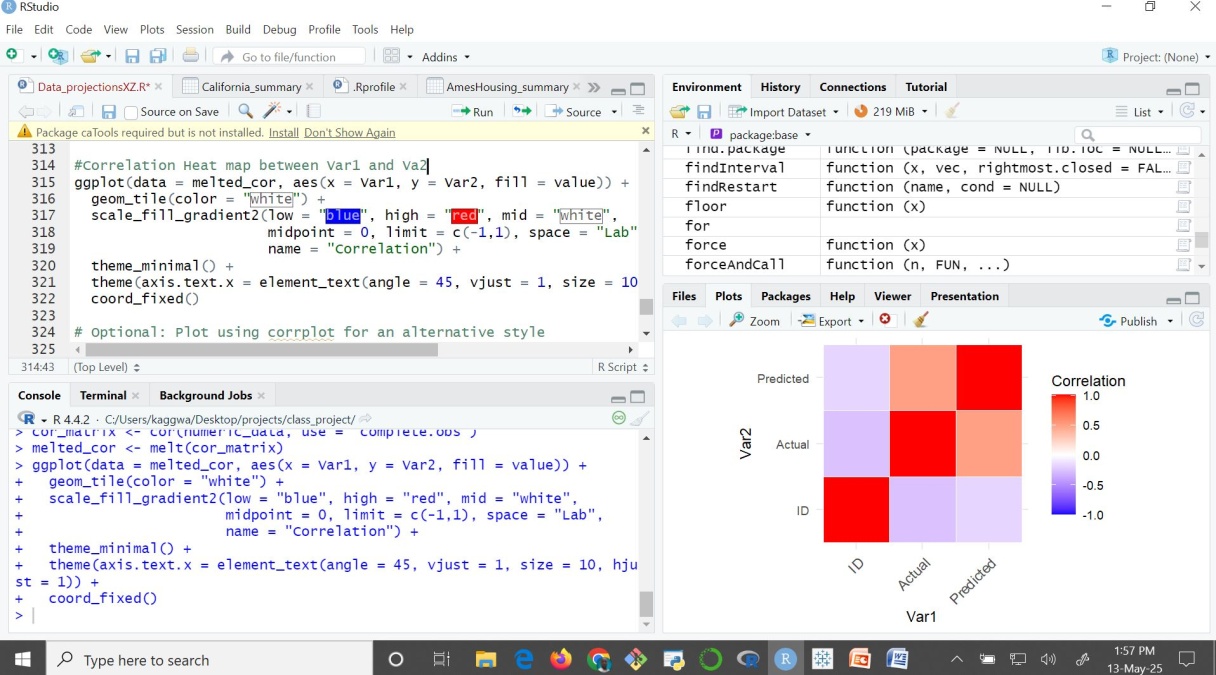 RStudio
File Edit Code View Plots Session Build Debug Profile Tools Help
Go to file/function Addins Project: (None)
Data_projectionsXZ.R* California_summary .Rprofile AmesHousing_summary
Source on Save Run Source
Package caTools required but is not installed. Install Don't Show Again
313
314 #Correlation Heat map between Var1 and Va2
315 ggplot(data = melted_cor, aes(x = Var1, y = Var2, fill = value)) +
316 geom_tile(color = "white") +
317 scale_fill_gradient2(low = "blue", high = "red", mid = "white",
318 midpoint = 0, limit = c(-1,1), space = "Lab"
319 name = "Correlation") +
320 theme_minimal() +
321 theme(axis.text.x = element_text(angle = 45, vjust = 1, size = 10
322 coord_fixed()
323
324 # Optional: Plot using corrplot for an alternative style
325
314:43 (Top Level) R Script
Console Terminal Background Jobs
R 4.4.2 · C:/Users/kaggwa/Desktop/projects/class_project/
> cor_matrix <- cor(numeric_data, use = "complete.obs")
> melted_cor <- melt(cor_matrix)
> ggplot(data = melted_cor, aes(x = Var1, y = Var2, fill = value)) +
+ geom_tile(color = "white") +
+ scale_fill_gradient2(low = "blue", high = "red", mid = "white",
+ midpoint = 0, limit = c(-1,1), space = "Lab",
+ name = "Correlation") +
+ theme_minimal() +
+ theme(axis.text.x = element_text(angle = 45, vjust = 1, size = 10, hju
st = 1)) +
+ coord_fixed()
>
Environment History Connections Tutorial
Import Dataset 219 MiB List
R package:base
find.package function (package = NULL, lib.loc = NULL…
findInterval function (x, vec, rightmost.closed = FAL…
findRestart function (name, cond = NULL)
floor function (x)
for
force function (x)
forceAndCall function (n, FUN, ...)
Files Plots Packages Help Viewer Presentation
Zoom Export Publish
Predicted
Actual
ID
Var2
ID Actual Predicted
Var1
Correlation
1.0
0.5
0.0
-0.5
-1.0
Type here to search
1:57 PM
13-May-25